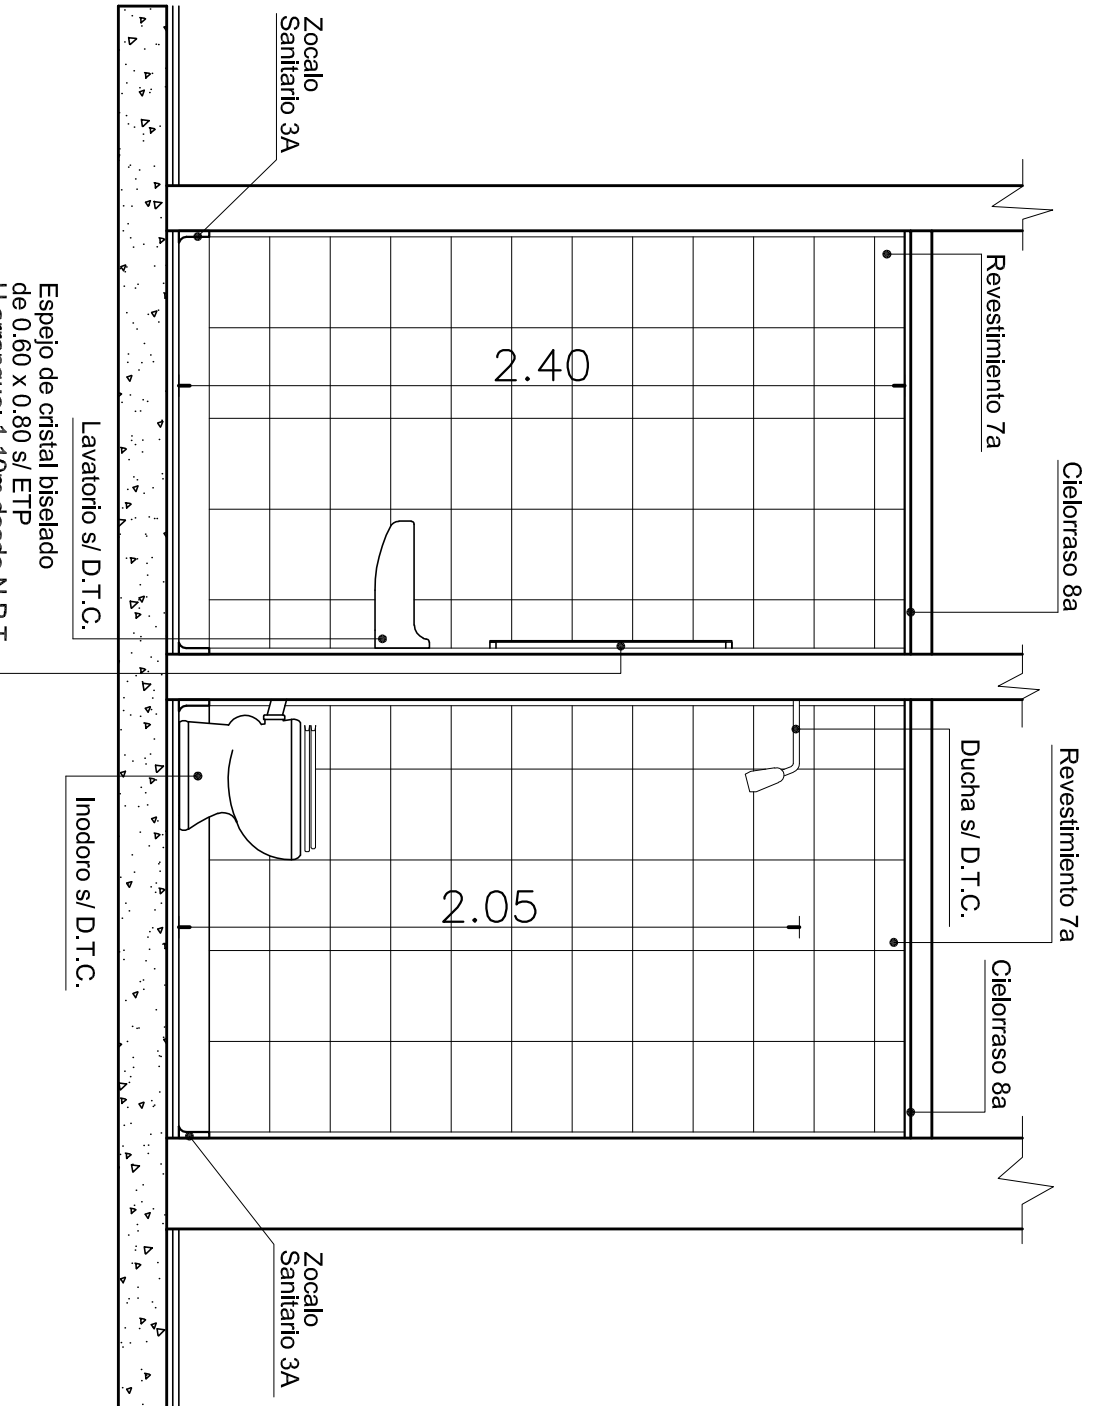 Cielorraso 8a
Revestimiento 7a
Revestimiento 7a
Cielorraso 8a
Ducha s/ D.T.C.
2.40
2.05
Zocalo
Sanitario 3A
Zocalo
Sanitario 3A
Lavatorio s/ D.T.C.
Inodoro s/ D.T.C.
Espejo de cristal biselado
de 0.60 x 0.80 s/ ETP